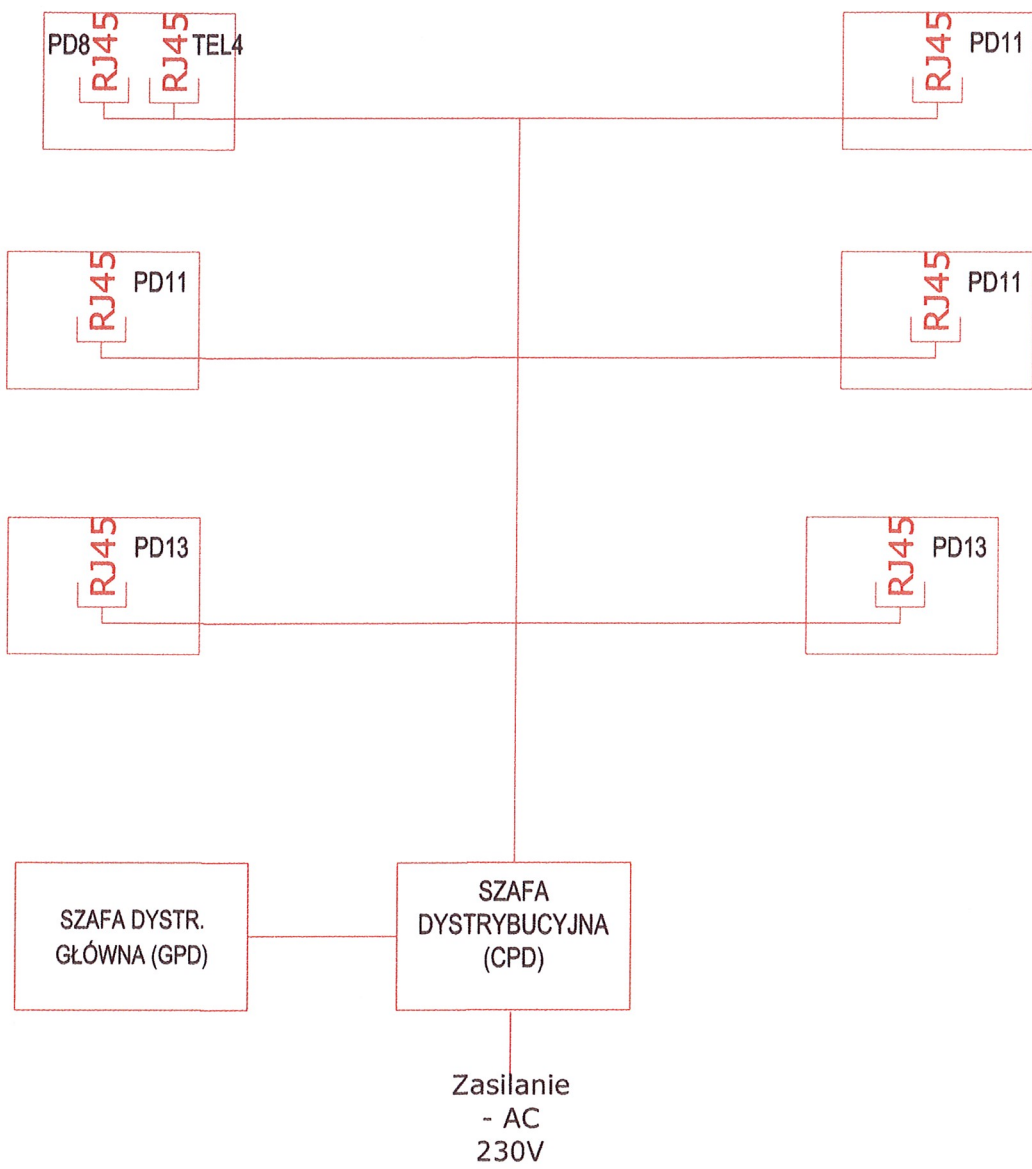 PD8 RJ45 RJ45 TEL4
RJ45 PD11
RJ45 PD11
RJ45 PD11
RJ45 PD13
RJ45 PD13
SZAFA DYSTR.
GŁÓWNA (GPD)
SZAFA
DYSTRYBUCYJNA
(CPD)
Zasilanie
- AC
230V